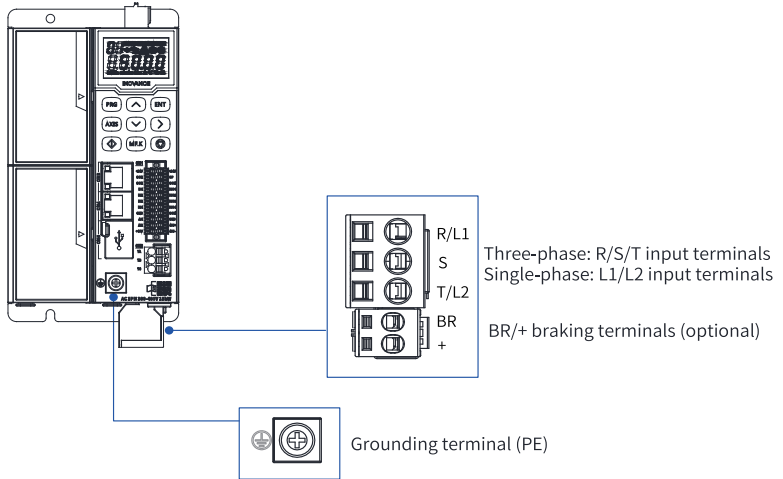 INOVANCE
PRG
ENT
AXIS
MF.K
R/L1
S
T/L2
BR
+
Three-phase: R/S/T input terminals
Single-phase: L1/L2 input terminals
BR/+ braking terminals (optional)
Grounding terminal (PE)